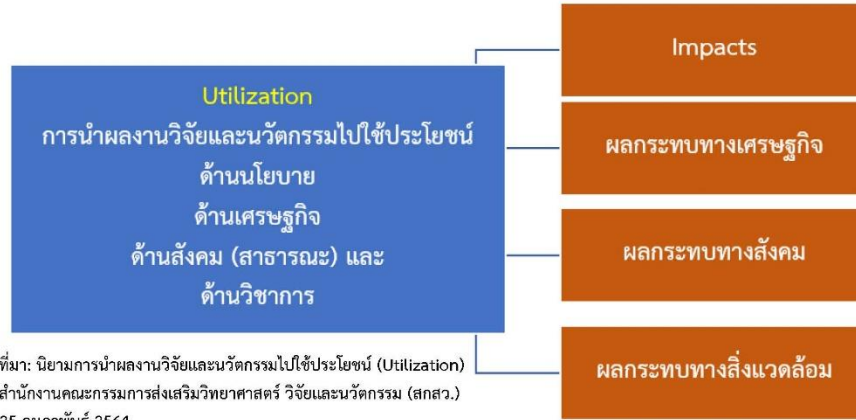 Utilization
การนำผลงานวิจัยและนวัตกรรมไปใช้ประโยชน์
ด้านนโยบาย
ด้านเศรษฐกิจ
ด้านสังคม (สาธารณะ) และ
ด้านวิชาการ
Impacts
ผลกระทบทางเศรษฐกิจ
ผลกระทบทางสังคม
ผลกระทบทางสิ่งแวดล้อม
ที่มา: นิยามการนำผลงานวิจัยและนวัตกรรมไปใช้ประโยชน์ (Utilization)
สำนักงานคณะกรรมการส่งเสริมวิทยาศาสตร์ วิจัยและนวัตกรรม (สกสว.)